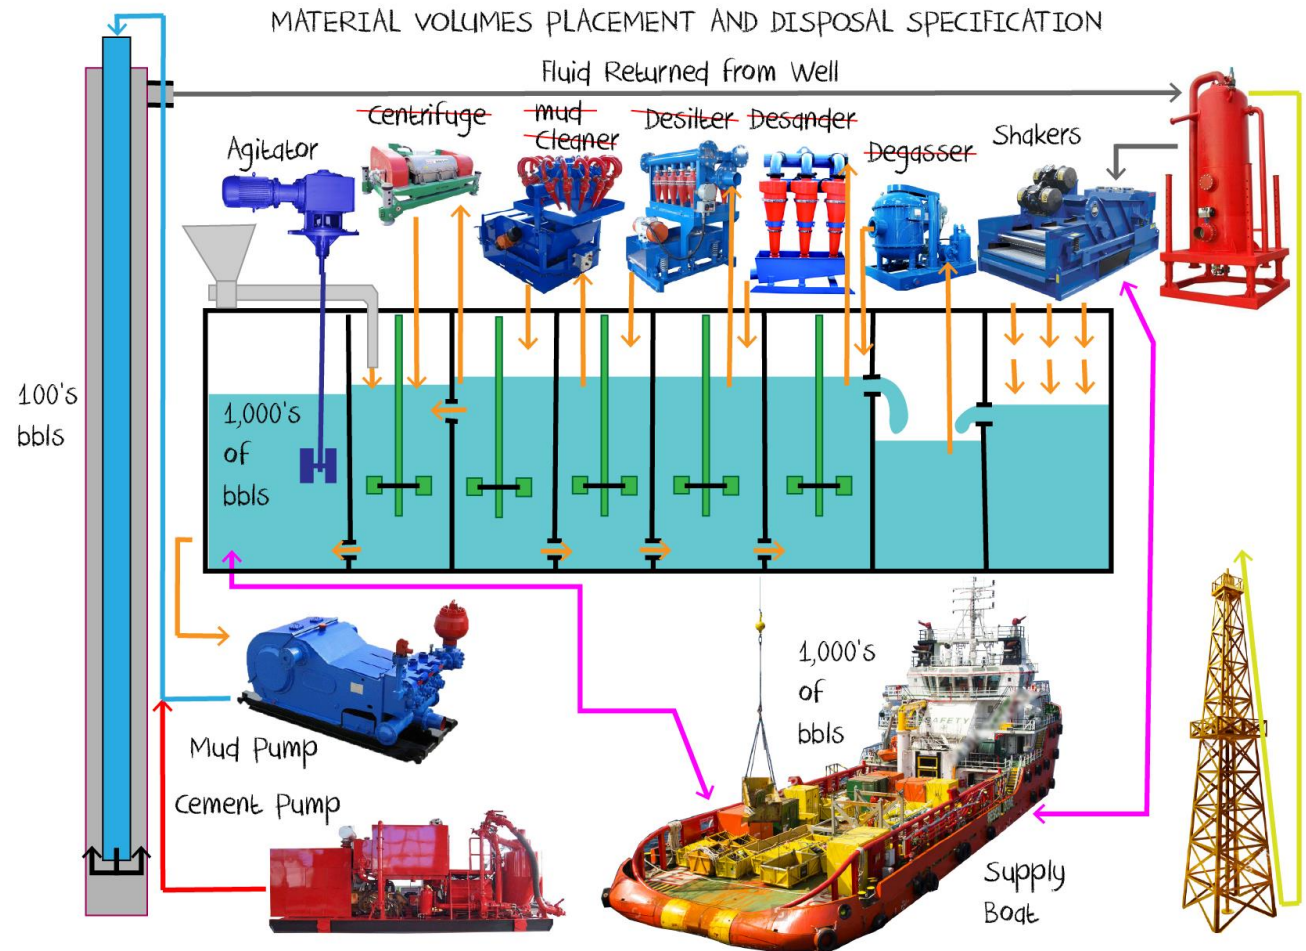 MATERIAL VOLUMES PLACEMENT AND DISPOSAL SPECIFICATION
Fluid Returned from Well
Centrifuge
mud
Cleaner
Desilter
Desander
Degasser
Shakers
Agitator
100's
bbls
1,000's
of
bbls
1,000's
of
bbls
SAFETY
Mud Pump
Cement Pump
Supply
Boat